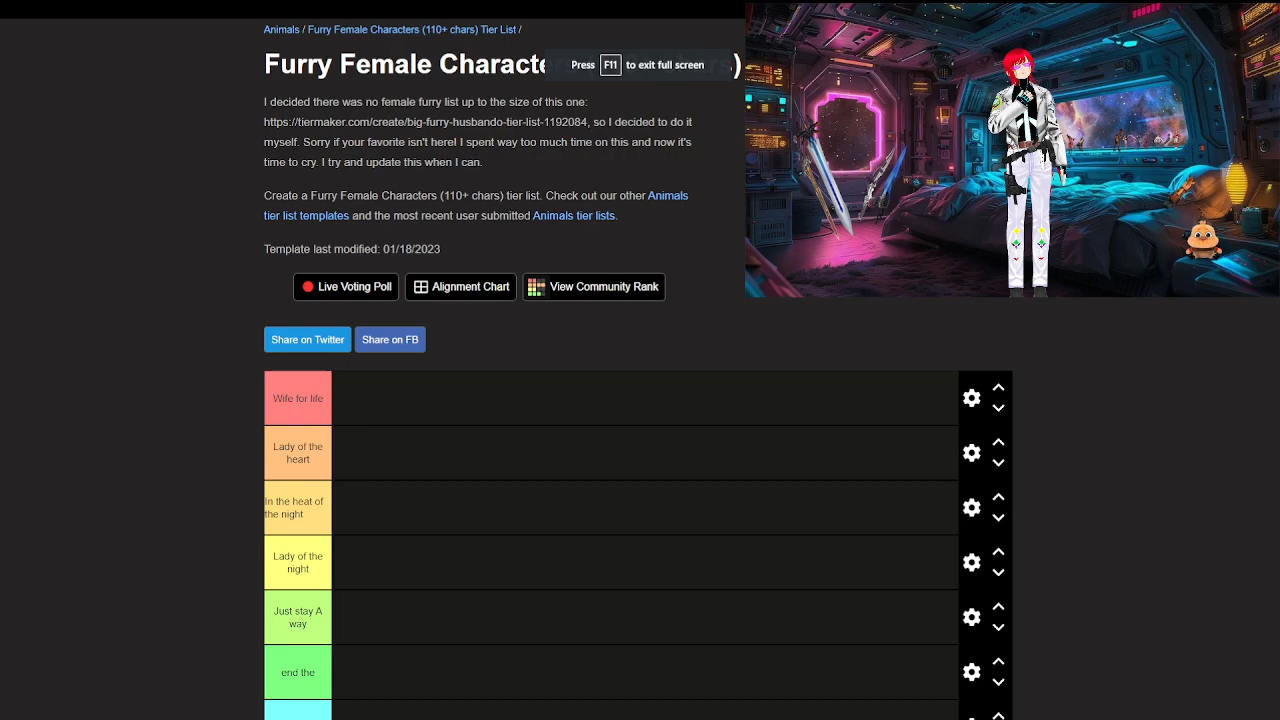 Animals / Furry Female Characters (110+ chars) Tier List /
Furry Female Characte )
Press F11 to exit full screen
I decided there was no female furry list up to the size of this one:
https://tiermaker.com/create/big-furry-husbando-tier-list-1192084, so I decided to do it
myself. Sorry if your favorite isn't here! I spent way too much time on this and now it's
time to cry. I try and update this when I can.
Create a Furry Female Characters (110+ chars) tier list. Check out our other Animals
tier list templates and the most recent user submitted Animals tier lists.
Template last modified: 01/18/2023
Live Voting Poll
Alignment Chart
View Community Rank
Share on Twitter
Share on FB
Wife for life
Lady of the
heart
In the heat of
the night
Lady of the
night
Just stay A
way
end the